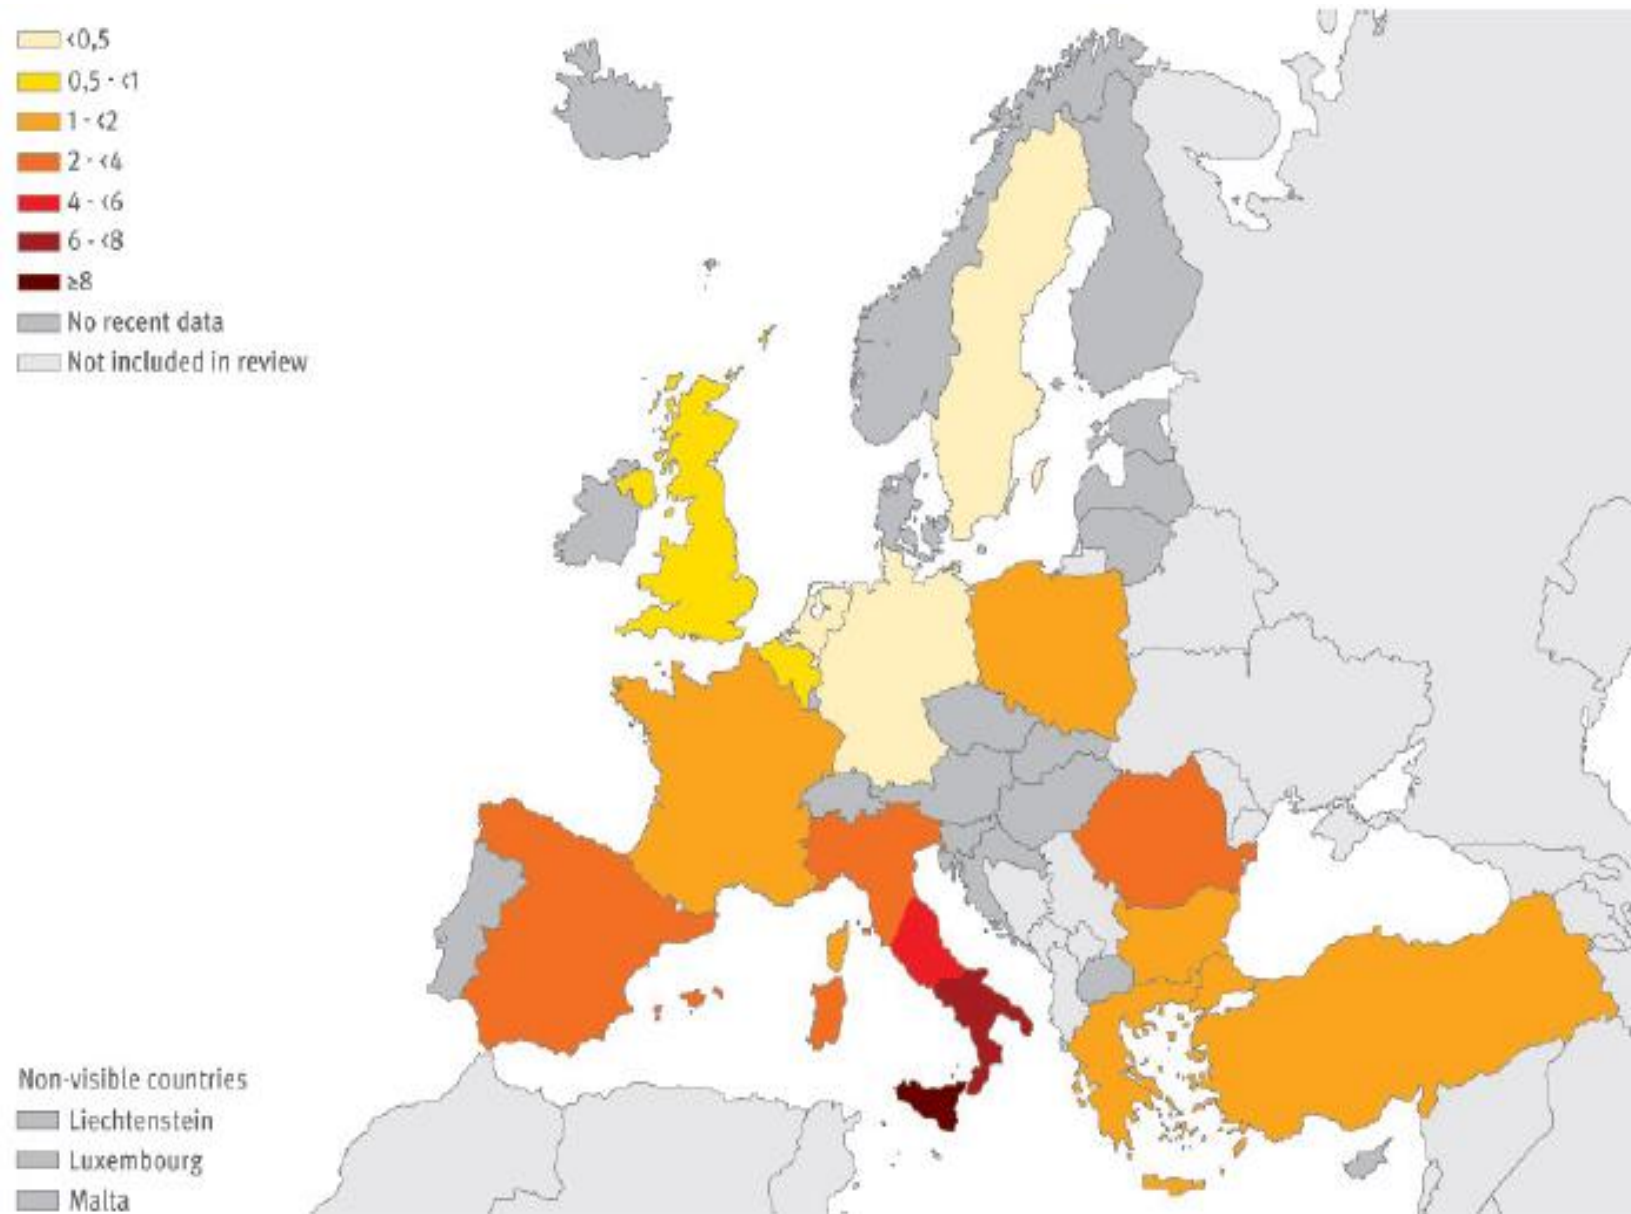 <0,5
0,5 - <1
1 - <2
2 - <4
4 - <6
6 - <8
≥8
No recent data
Not included in review
Non-visible countries
Liechtenstein
Luxembourg
Malta